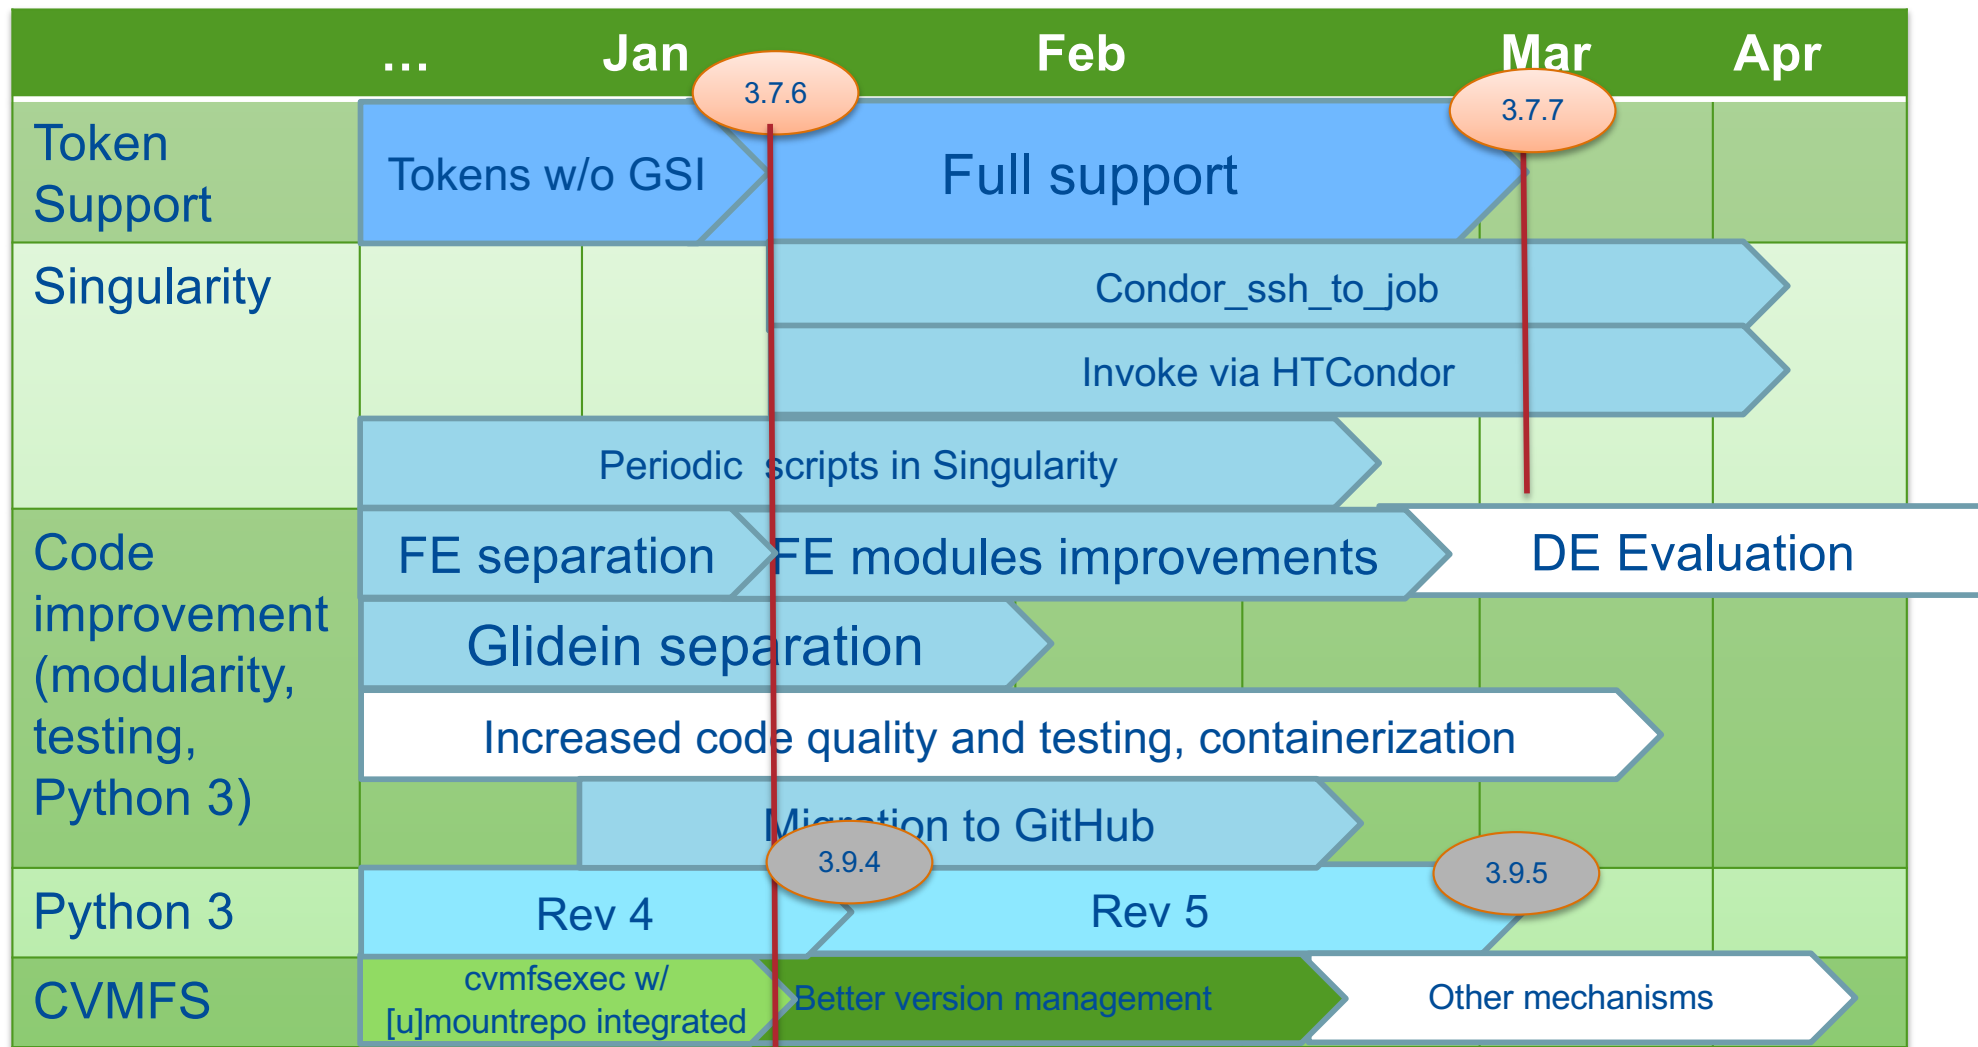 ... Jan Feb Mar Apr
3.7.6
3.7.7
Token
Support
Tokens w/o GSI
Full support
Singularity
Condor_ssh_to_job
Invoke via HTCondor
Periodic scripts in Singularity
Code
improvement
(modularity,
testing,
Python 3)
FE separation
FE modules improvements
DE Evaluation
Glidein separation
Increased code quality and testing, containerization
Migration to GitHub
3.9.4
3.9.5
Python 3
Rev 4
Rev 5
CVMFS
cvmfsexec w/
[u]mountrepo integrated
Better version management
Other mechanisms